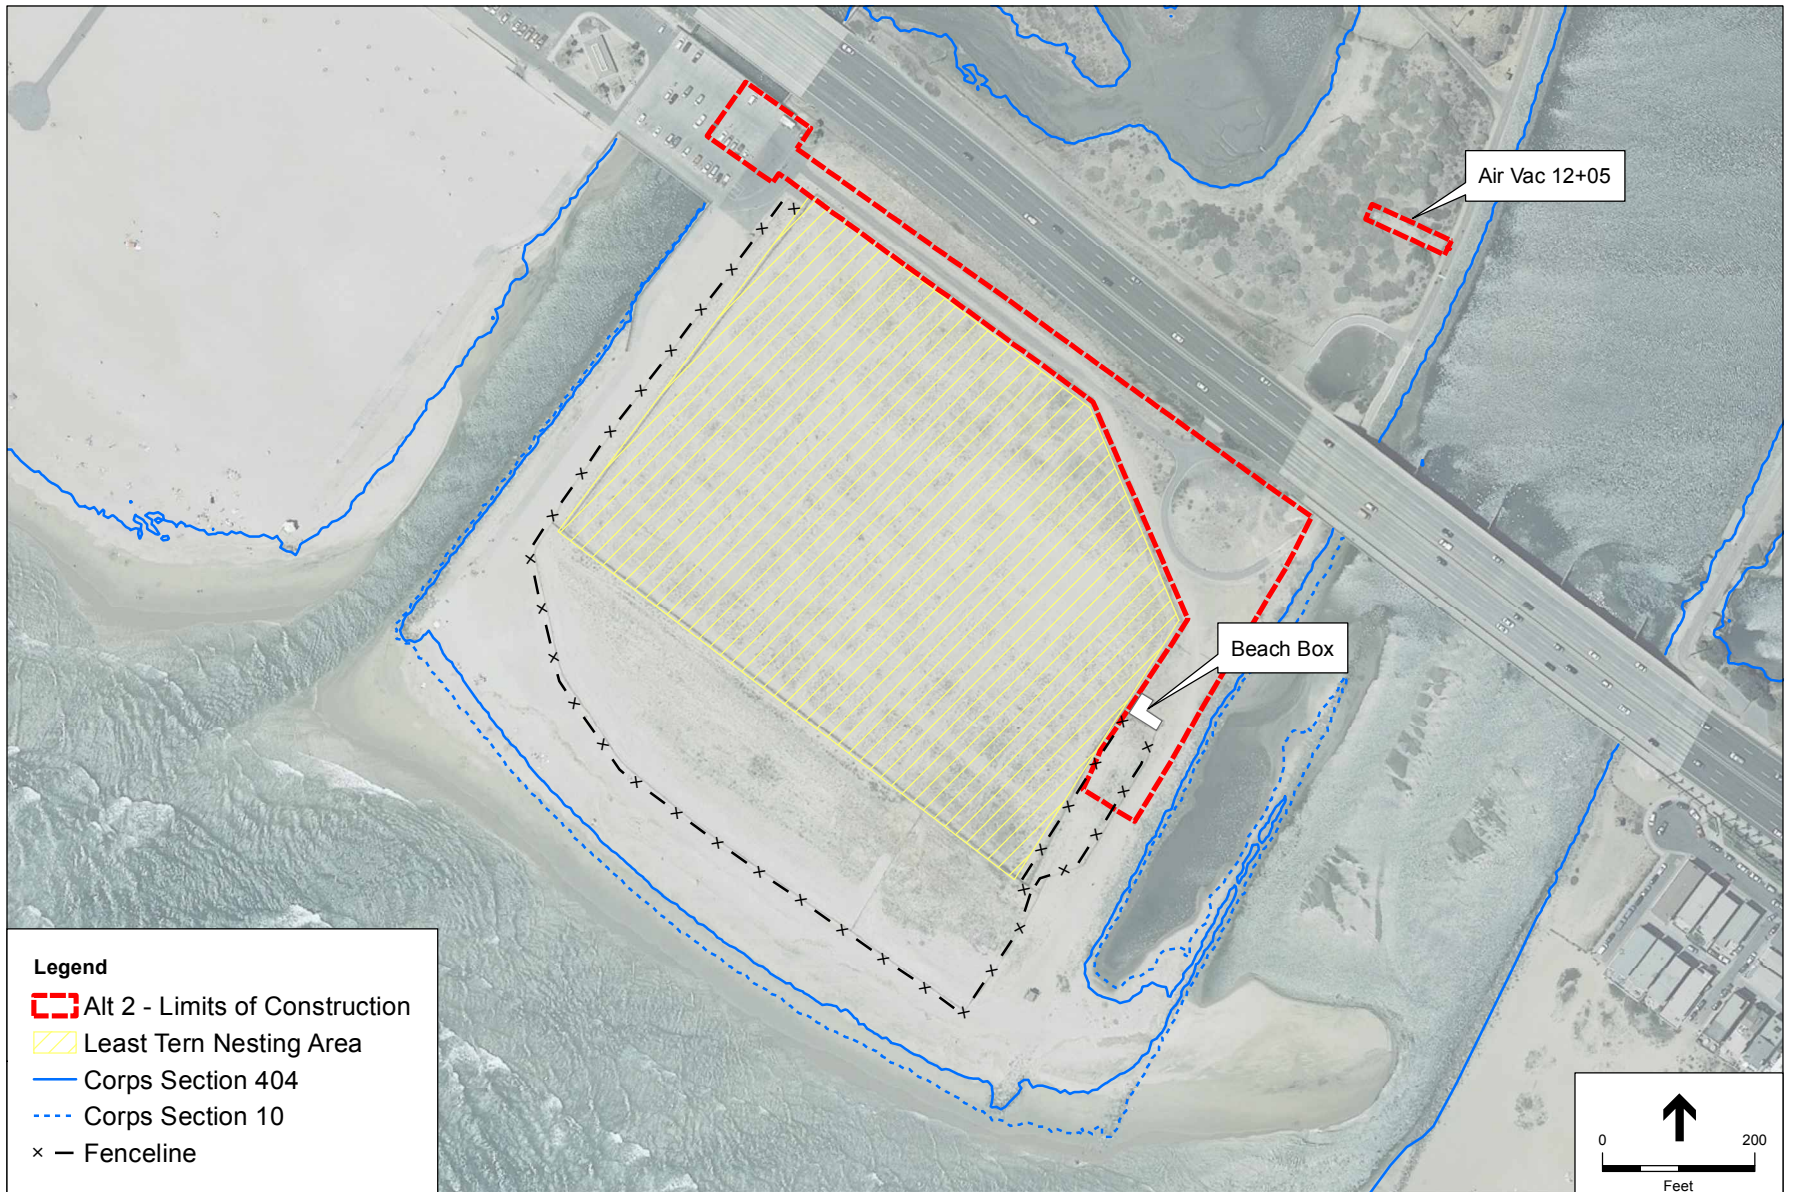 Air Vac 12+05
Beach Box
Legend
Alt 2 - Limits of Construction
Least Tern Nesting Area
Corps Section 404
Corps Section 10
Fenceline
0 200
Feet